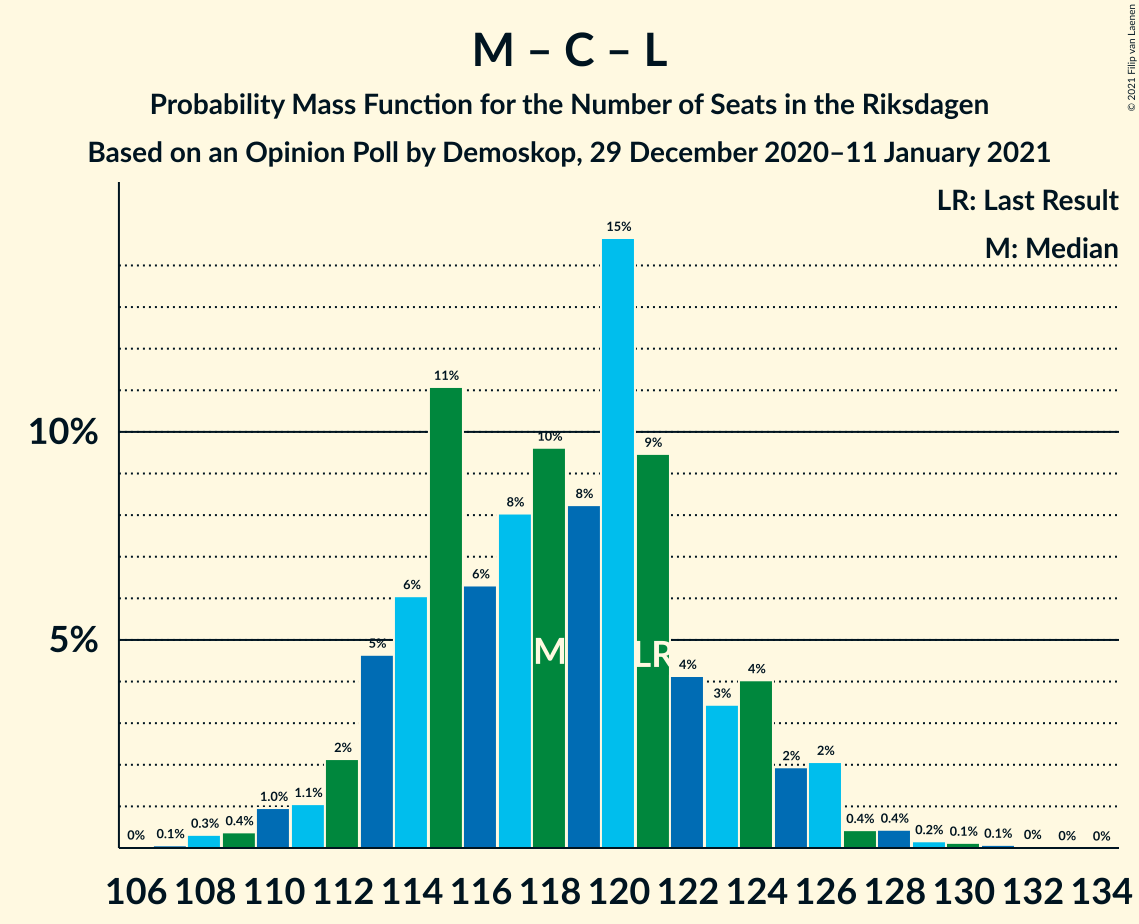 M – C – L
Probability Mass Function for the Number of Seats in the Riksdagen
Based on an Opinion Poll by Demoskop, 29 December 2020–11 January 2021
© 2021 Filip van Laenen
LR: Last Result
M: Median
10%
5%
0% 0.1% 0.3% 0.4% 1.0% 1.1% 2% 5% 6% 11% 6% 8% 10% 8% 15% 9% 4% 3% 4% 2% 2% 0.4% 0.4% 0.2% 0.1% 0.1% 0% 0% 0%
M LR
106 108 110 112 114 116 118 120 122 124 126 128 130 132 134